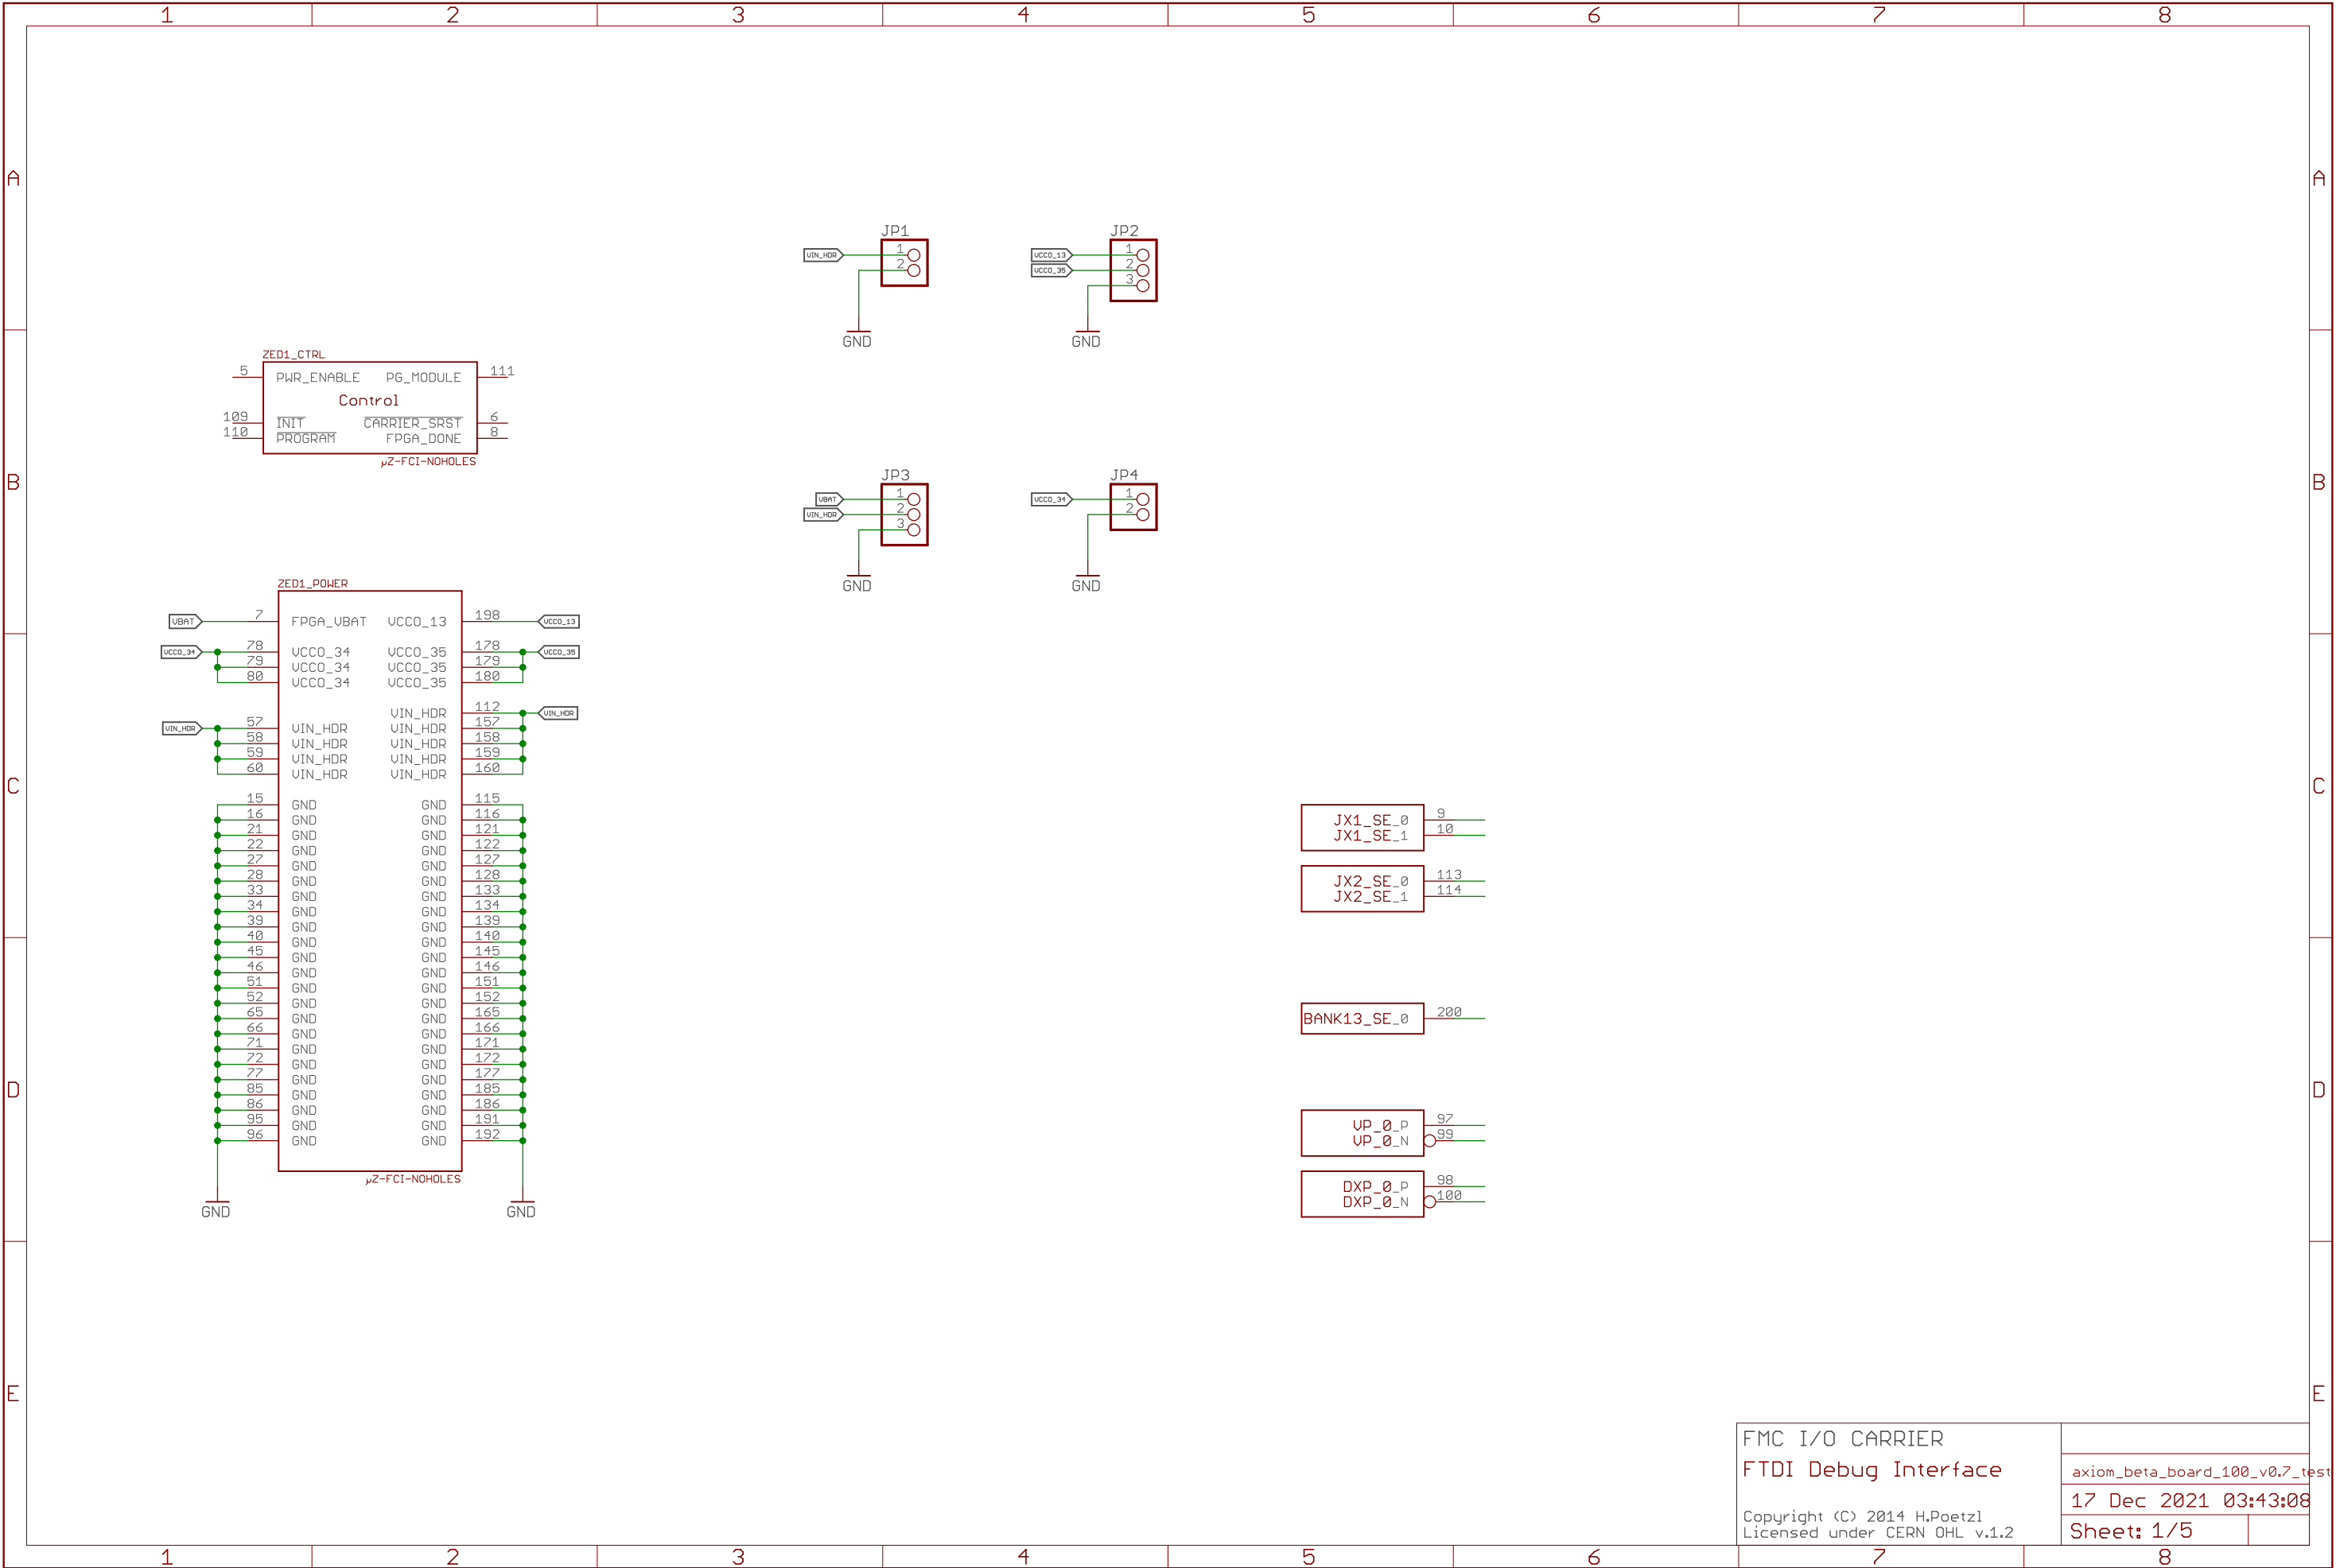 1 2 3 4 5 6 7 8
A A
JP1
VIN_HDR 1
2
GND
JP2
VCCO_13 1
VCCO_35 2
3
GND
ZED1_CTRL
5 PWR_ENABLE PG_MODULE 111
Control
109 INIT CARRIER_SRST 6
110 PROGRAM FPGA_DONE 8
µZ-FCI-NOHOLES
B B
JP3
VBAT 1
VIN_HDR 2
3
GND
JP4
VCCO_34 1
2
GND
ZED1_POWER
VBAT 7 FPGA_VBAT VCCO_13 198 VCCO_13
VCCO_34 78 VCCO_34 VCCO_35 178 VCCO_35
79 VCCO_34 VCCO_35 179
80 VCCO_34 VCCO_35 180
VIN_HDR 112 VIN_HDR
VIN_HDR 57 VIN_HDR VIN_HDR 157
58 VIN_HDR VIN_HDR 158
59 VIN_HDR VIN_HDR 159
60 VIN_HDR VIN_HDR 160
15 GND GND 115
16 GND GND 116
21 GND GND 121
22 GND GND 122
27 GND GND 127
28 GND GND 128
33 GND GND 133
34 GND GND 134
39 GND GND 139
40 GND GND 140
45 GND GND 145
46 GND GND 146
51 GND GND 151
52 GND GND 152
65 GND GND 165
66 GND GND 166
71 GND GND 171
72 GND GND 172
77 GND GND 177
85 GND GND 185
86 GND GND 186
95 GND GND 191
96 GND GND 192
µZ-FCI-NOHOLES
GND GND
C C
JX1_SE_0 9
JX1_SE_1 10
JX2_SE_0 113
JX2_SE_1 114
BANK13_SE_0 200
D D
VP_0_P 97
VP_0_N 99
DXP_0_P 98
DXP_0_N 100
E E
FMC I/O CARRIER
FTDI Debug Interface
Copyright (C) 2014 H.Poetzl
Licensed under CERN OHL v.1.2
axiom_beta_board_100_v0.7_test
17 Dec 2021 03:43:08
Sheet: 1/5
1 2 3 4 5 6 7 8